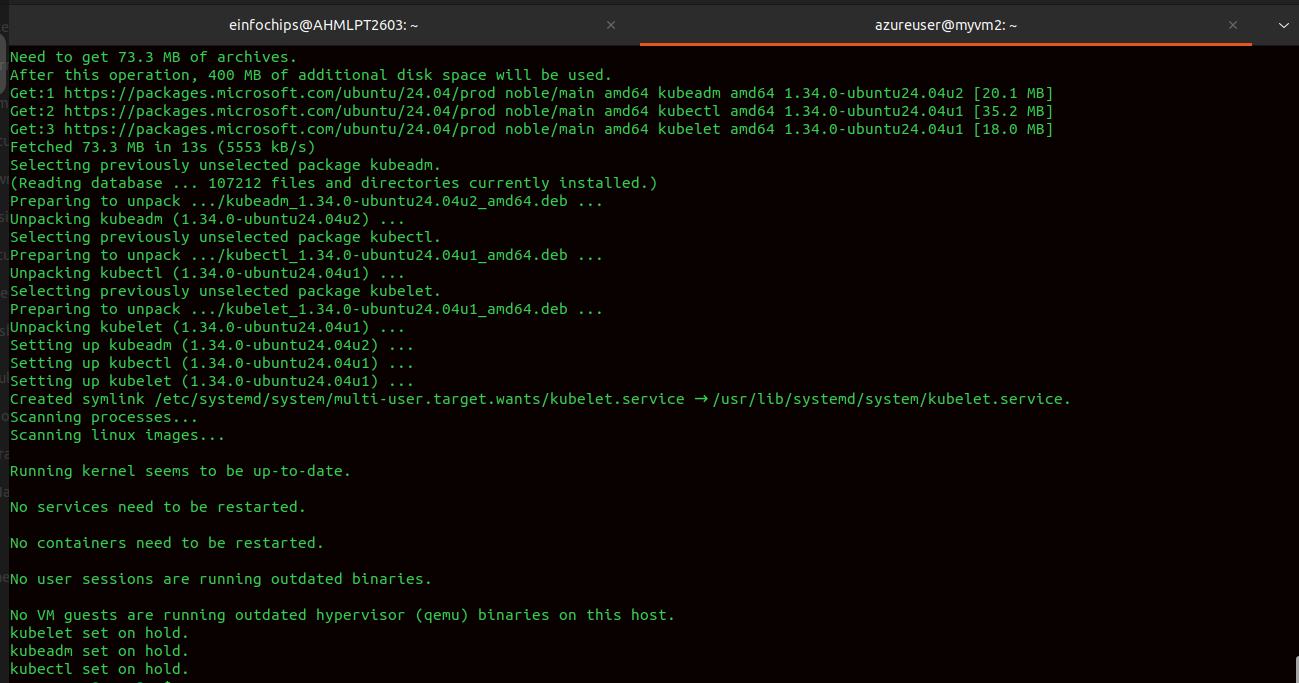 einfochips@AHMLPT2603: ~
azureuser@myvm2: ~
Need to get 73.3 MB of archives.
After this operation, 400 MB of additional disk space will be used.
Get:1 https://packages.microsoft.com/ubuntu/24.04/prod noble/main amd64 kubeadm amd64 1.34.0-ubuntu24.04u2 [20.1 MB]
Get:2 https://packages.microsoft.com/ubuntu/24.04/prod noble/main amd64 kubectl amd64 1.34.0-ubuntu24.04u1 [35.2 MB]
Get:3 https://packages.microsoft.com/ubuntu/24.04/prod noble/main amd64 kubelet amd64 1.34.0-ubuntu24.04u1 [18.0 MB]
Fetched 73.3 MB in 13s (5553 kB/s)
Selecting previously unselected package kubeadm.
(Reading database ... 107212 files and directories currently installed.)
Preparing to unpack .../kubeadm_1.34.0-ubuntu24.04u2_amd64.deb ...
Unpacking kubeadm (1.34.0-ubuntu24.04u2) ...
Selecting previously unselected package kubectl.
Preparing to unpack .../kubectl_1.34.0-ubuntu24.04u1_amd64.deb ...
Unpacking kubectl (1.34.0-ubuntu24.04u1) ...
Selecting previously unselected package kubelet.
Preparing to unpack .../kubelet_1.34.0-ubuntu24.04u1_amd64.deb ...
Unpacking kubelet (1.34.0-ubuntu24.04u1) ...
Setting up kubeadm (1.34.0-ubuntu24.04u2) ...
Setting up kubectl (1.34.0-ubuntu24.04u1) ...
Setting up kubelet (1.34.0-ubuntu24.04u1) ...
Created symlink /etc/systemd/system/multi-user.target.wants/kubelet.service → /usr/lib/systemd/system/kubelet.service.
Scanning processes...
Scanning linux images...
Running kernel seems to be up-to-date.
No services need to be restarted.
No containers need to be restarted.
No user sessions are running outdated binaries.
No VM guests are running outdated hypervisor (qemu) binaries on this host.
kubelet set on hold.
kubeadm set on hold.
kubectl set on hold.